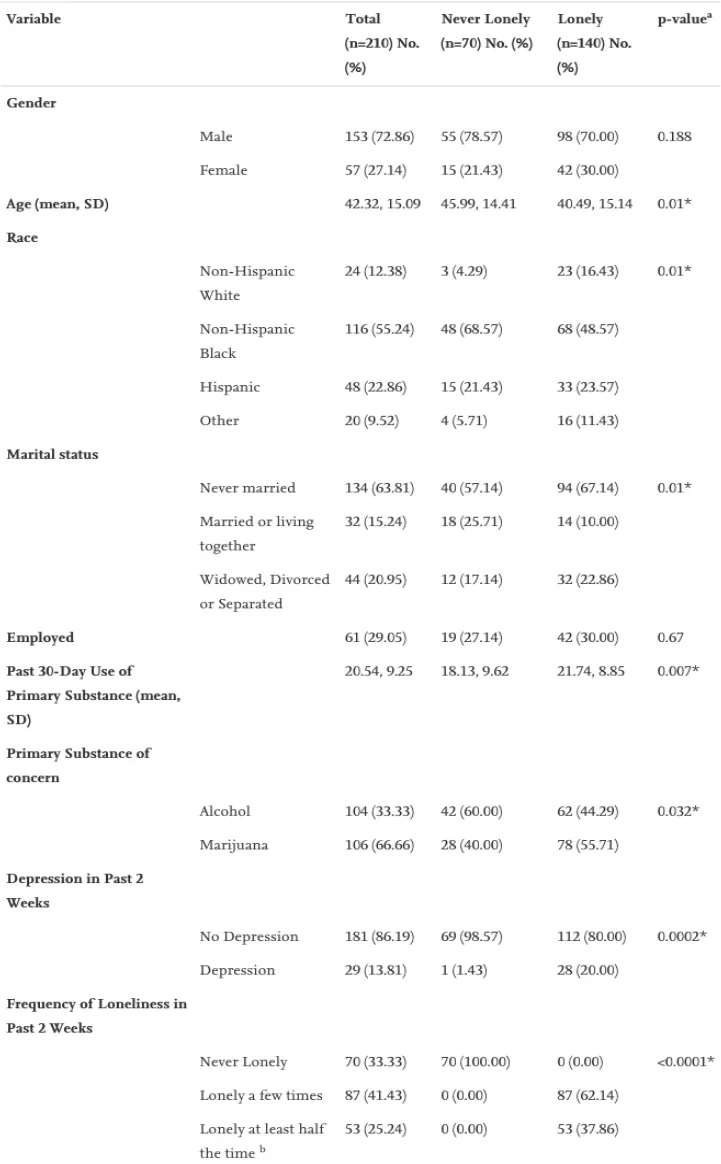 Variable Total Never Lonely Lonely p-valueᵃ
(n=210) No. (n=70) No. (%) (n=140) No.
(%) (%)
Gender
Male 153 (72.86) 55 (78.57) 98 (70.00) 0.188
Female 57 (27.14) 15 (21.43) 42 (30.00)
Age (mean, SD) 42.32, 15.09 45.99, 14.41 40.49, 15.14 0.01*
Race
Non-Hispanic 24 (12.38) 3 (4.29) 23 (16.43) 0.01*
White
Non-Hispanic 116 (55.24) 48 (68.57) 68 (48.57)
Black
Hispanic 48 (22.86) 15 (21.43) 33 (23.57)
Other 20 (9.52) 4 (5.71) 16 (11.43)
Marital status
Never married 134 (63.81) 40 (57.14) 94 (67.14) 0.01*
Married or living 32 (15.24) 18 (25.71) 14 (10.00)
together
Widowed, Divorced 44 (20.95) 12 (17.14) 32 (22.86)
or Separated
Employed 61 (29.05) 19 (27.14) 42 (30.00) 0.67
Past 30-Day Use of 20.54, 9.25 18.13, 9.62 21.74, 8.85 0.007*
Primary Substance (mean,
SD)
Primary Substance of
concern
Alcohol 104 (33.33) 42 (60.00) 62 (44.29) 0.032*
Marijuana 106 (66.66) 28 (40.00) 78 (55.71)
Depression in Past 2
Weeks
No Depression 181 (86.19) 69 (98.57) 112 (80.00) 0.0002*
Depression 29 (13.81) 1 (1.43) 28 (20.00)
Frequency of Loneliness in
Past 2 Weeks
Never Lonely 70 (33.33) 70 (100.00) 0 (0.00) <0.0001*
Lonely a few times 87 (41.43) 0 (0.00) 87 (62.14)
Lonely at least half 53 (25.24) 0 (0.00) 53 (37.86)
the time ᵇ